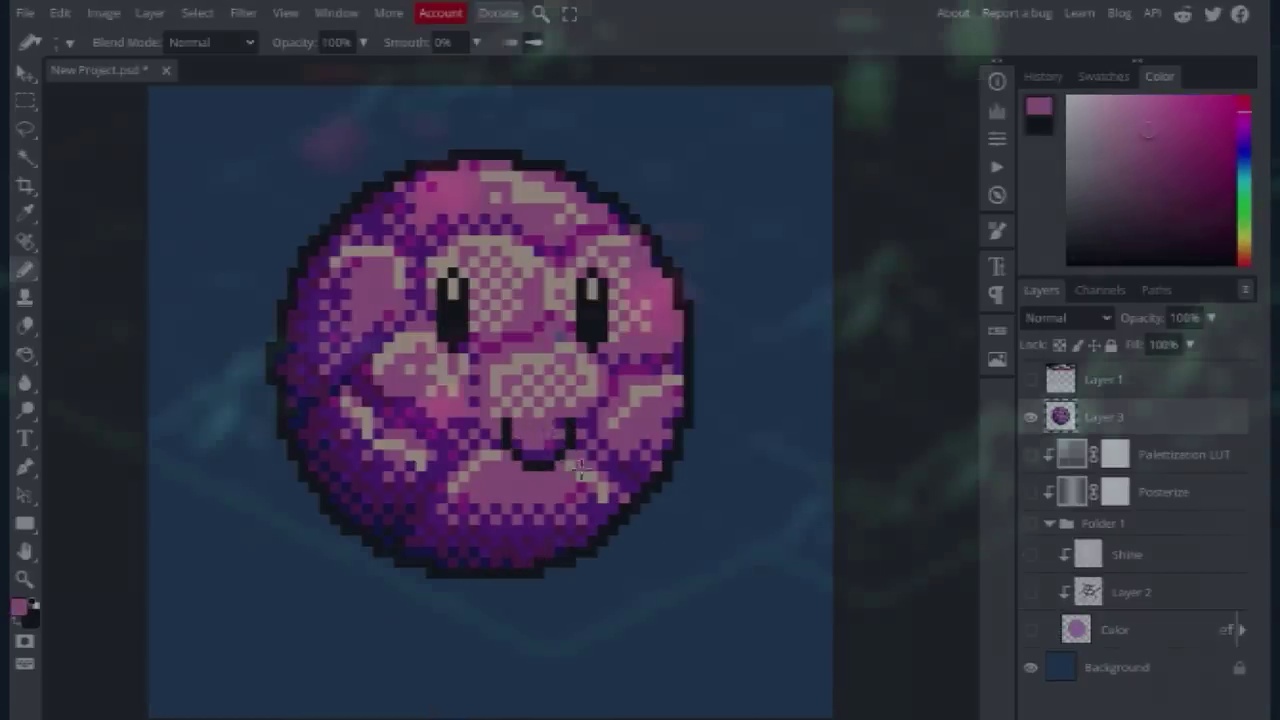 File Edit Image Layer Select Filter View Window More Account Donate About Report a bug Learn Blog API
Blend Mode: Normal Opacity: 100% Smooth: 0%
New Project.psd *
History Swatches Color
Layers Channels Paths
Normal Opacity: 100%
Lock: Fill: 100%
Layer 1
Layer 3
Palettization LUT
Posterize
Folder 1
Shine
Layer 2
Color eff
Background